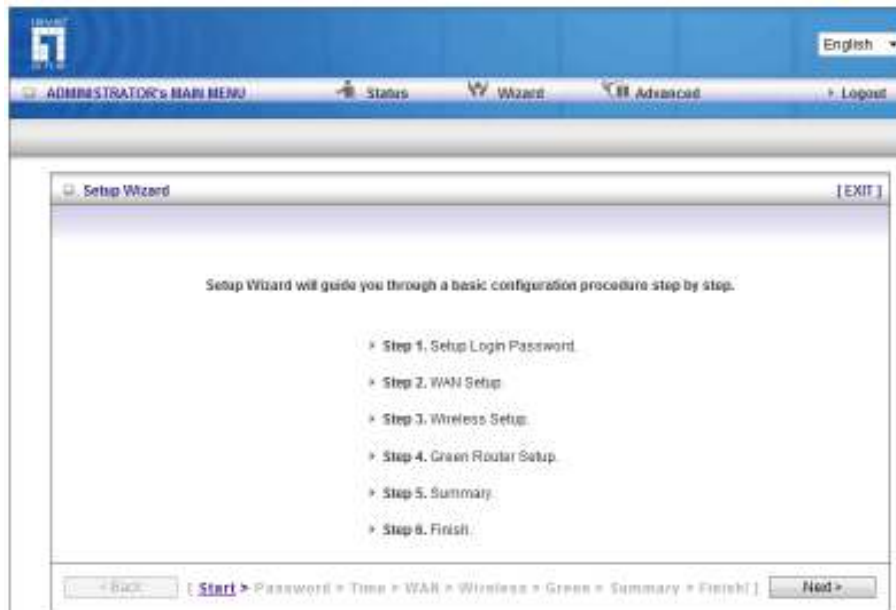 level
one
English
ADMINISTRATOR's MAIN MENU Status Wizard Advanced Logout
Setup Wizard [ EXIT ]
Setup Wizard will guide you through a basic configuration procedure step by step.
Step 1. Setup Login Password.
Step 2. WAN Setup.
Step 3. Wireless Setup.
Step 4. Green Router Setup.
Step 5. Summary.
Step 6. Finish.
< Back [ Start > Password > Time > WAN > Wireless > Green > Summary > Finish! ] Next >